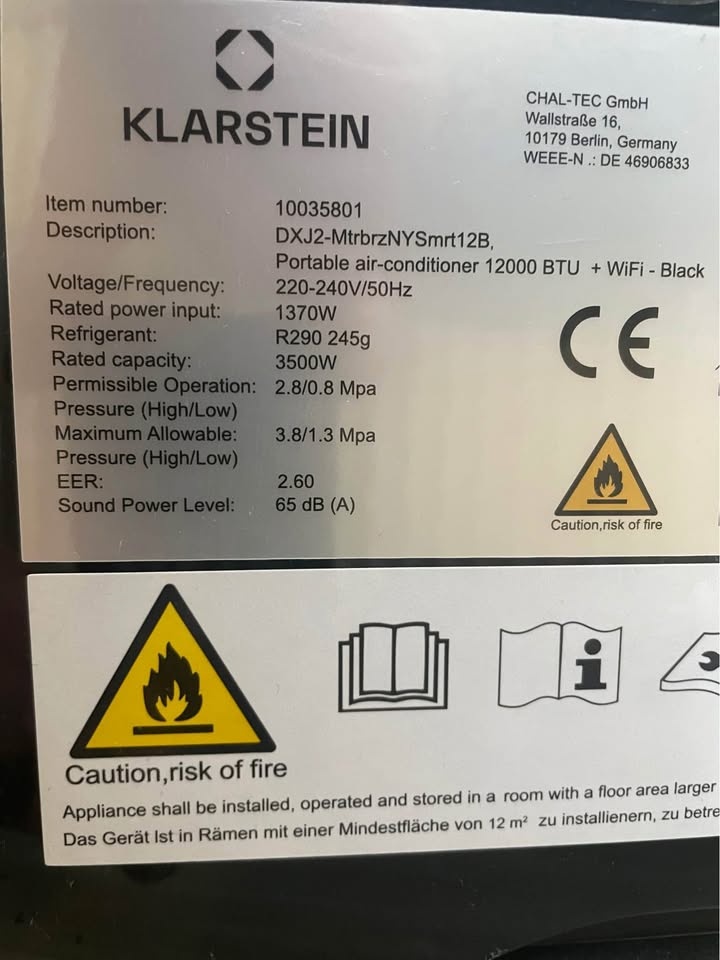 KLARSTEIN
CHAL-TEC GmbH
Wallstraße 16,
10179 Berlin, Germany
WEEE-N .: DE 46906833
Item number: 10035801
Description: DXJ2-MtrbrzNYSmrt12B,
Portable air-conditioner 12000 BTU + WiFi - Black
Voltage/Frequency: 220-240V/50Hz
Rated power input: 1370W
Refrigerant: R290 245g
Rated capacity: 3500W
Permissible Operation: 2.8/0.8 Mpa
Pressure (High/Low)
Maximum Allowable: 3.8/1.3 Mpa
Pressure (High/Low)
EER: 2.60
Sound Power Level: 65 dB (A)
CE
Caution,risk of fire
Caution,risk of fire
Appliance shall be installed, operated and stored in a room with a floor area larger
Das Gerät Ist in Rämen mit einer Mindestfläche von 12 m² zu installienern, zu betre